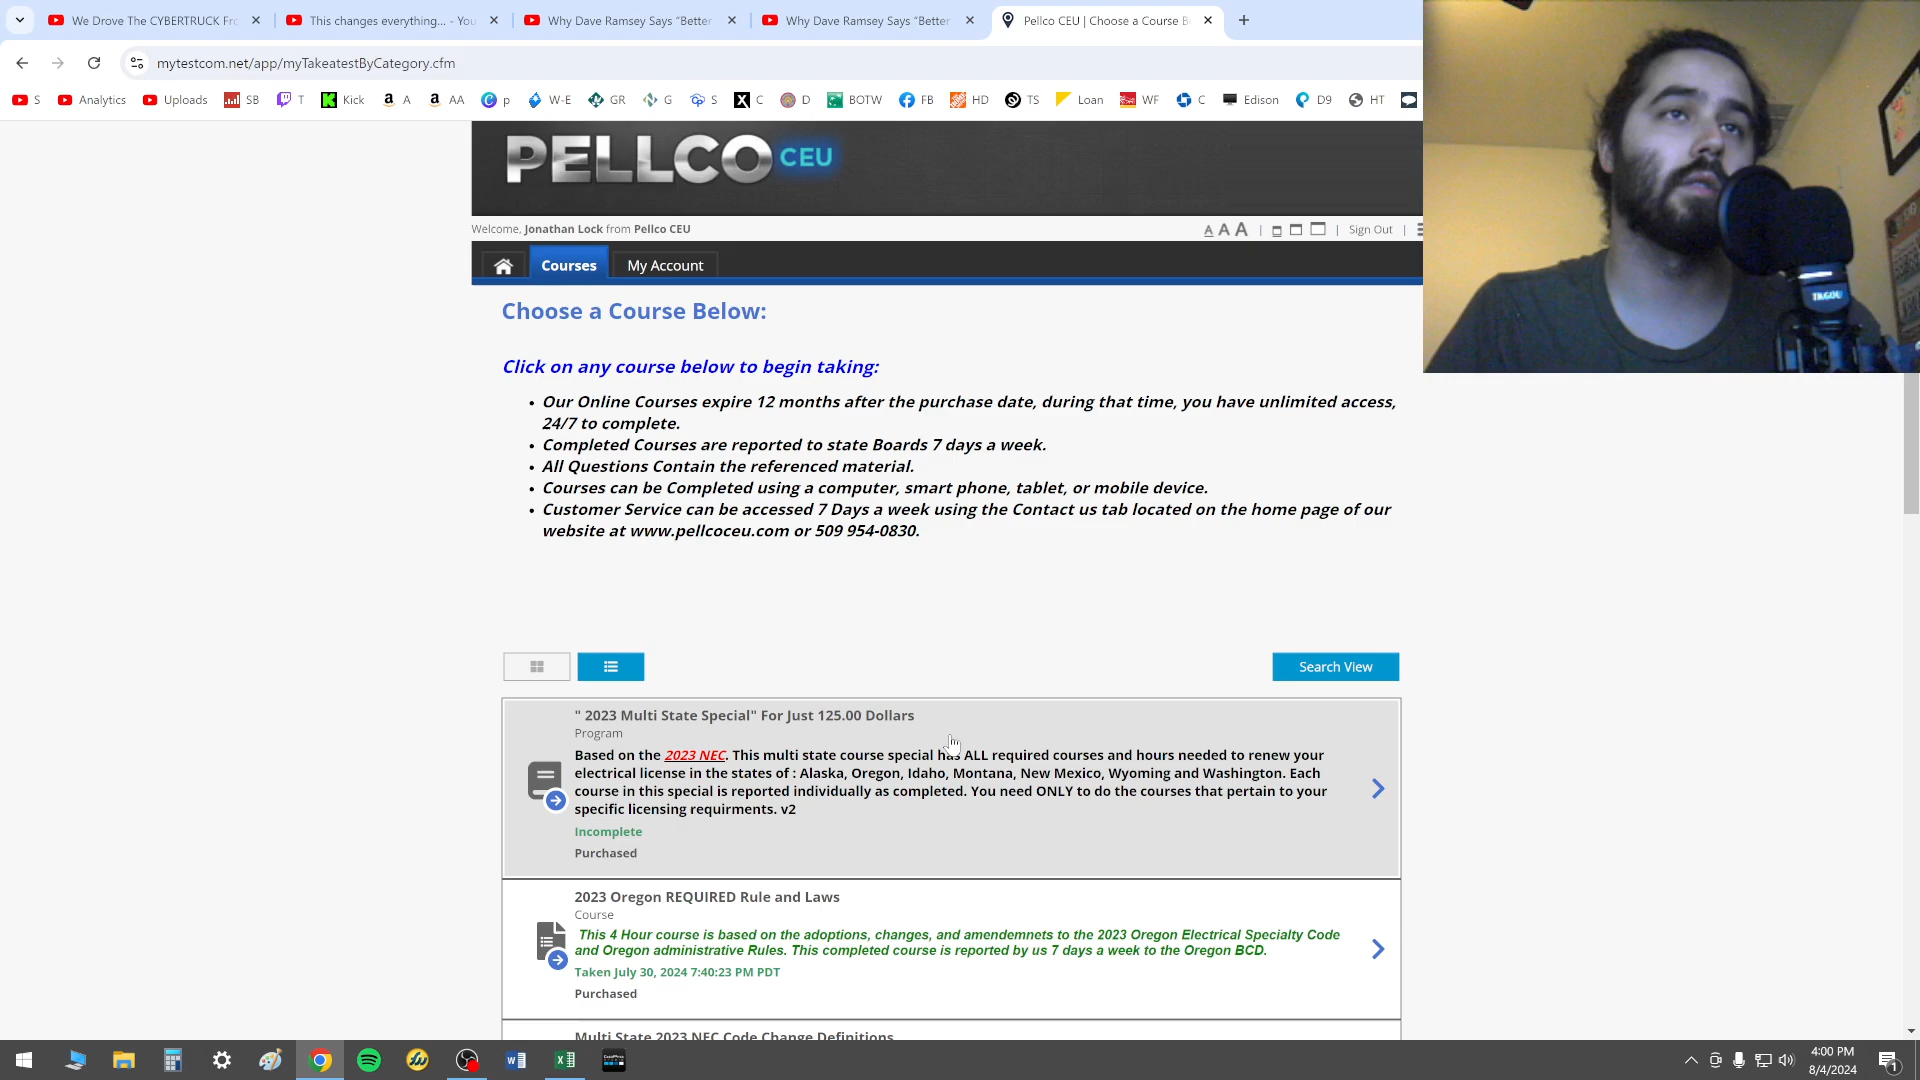 We Drove The CYBERTRUCK Fr
This changes everything... - You
Why Dave Ramsey Says "Better
Why Dave Ramsey Says "Better
Pellco CEU | Choose a Course B
mytestcom.net/app/myTakeatestByCategory.cfm
S
Analytics
Uploads
SB
T
Kick
A
AA
p
W-E
GR
G
S
C
D
BOTW
FB
HD
TS
Loan
WF
C
Edison
D9
HT
PELLCO CEU
Welcome, Jonathan Lock from Pellco CEU
A A A | | Sign Out |
Courses
My Account
Choose a Course Below:
Click on any course below to begin taking:
• Our Online Courses expire 12 months after the purchase date, during that time, you have unlimited access,
24/7 to complete.
• Completed Courses are reported to state Boards 7 days a week.
• All Questions Contain the referenced material.
• Courses can be Completed using a computer, smart phone, tablet, or mobile device.
• Customer Service can be accessed 7 Days a week using the Contact us tab located on the home page of our
website at www.pellcoceu.com or 509 954-0830.
Search View
" 2023 Multi State Special" For Just 125.00 Dollars
Program
Based on the 2023 NEC. This multi state course special has ALL required courses and hours needed to renew your
electrical license in the states of : Alaska, Oregon, Idaho, Montana, New Mexico, Wyoming and Washington. Each
course in this special is reported individually as completed. You need ONLY to do the courses that pertain to your
specific licensing requirments. v2
Incomplete
Purchased
2023 Oregon REQUIRED Rule and Laws
Course
This 4 Hour course is based on the adoptions, changes, and amendemnets to the 2023 Oregon Electrical Specialty Code
and Oregon administrative Rules. This completed course is reported by us 7 days a week to the Oregon BCD.
Taken July 30, 2024 7:40:23 PM PDT
Purchased
Multi State 2023 NEC Code Change Definitions
4:00 PM
8/4/2024
1